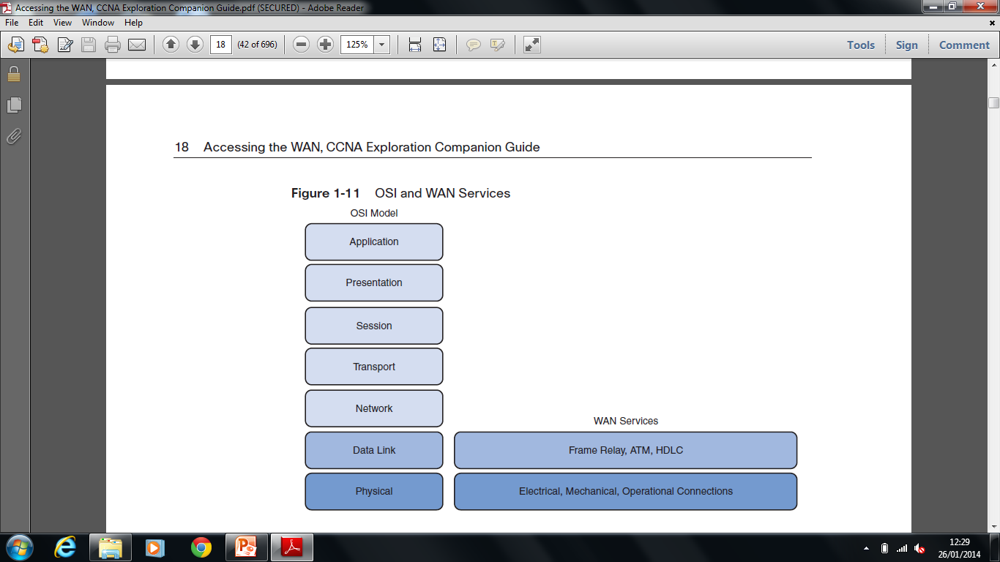 Accessing the WAN, CCNA Exploration Companion Guide.pdf (SECURED) - Adobe Reader
File Edit View Window Help
18 (42 of 696) 125% Tools Sign Comment
18 Accessing the WAN, CCNA Exploration Companion Guide
Figure 1-11 OSI and WAN Services
OSI Model
Application
Presentation
Session
Transport
Network
WAN Services
Data Link Frame Relay, ATM, HDLC
Physical Electrical, Mechanical, Operational Connections
12:29
26/01/2014